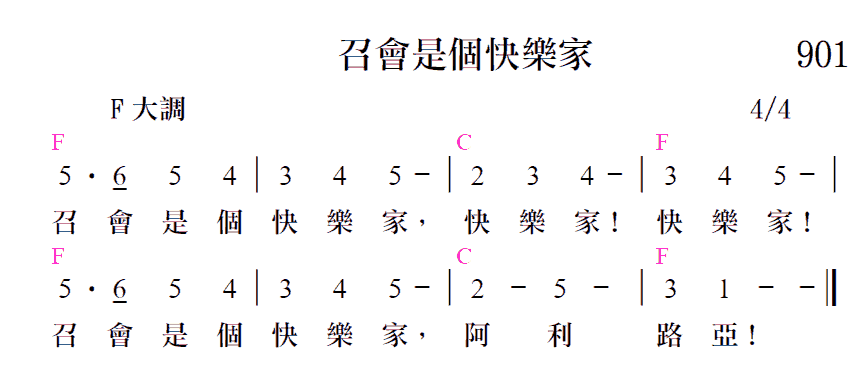 召會是個快樂家 901
F 大調 4/4
F C F
5 · 6 5 4 | 3 4 5 － | 2 3 4 － | 3 4 5 － |
召 會 是 個 快 樂 家， 快 樂 家！ 快 樂 家！
F C F
5 · 6 5 4 | 3 4 5 － | 2 － 5 － | 3 1 － － ‖
召 會 是 個 快 樂 家， 阿 利 路 亞！